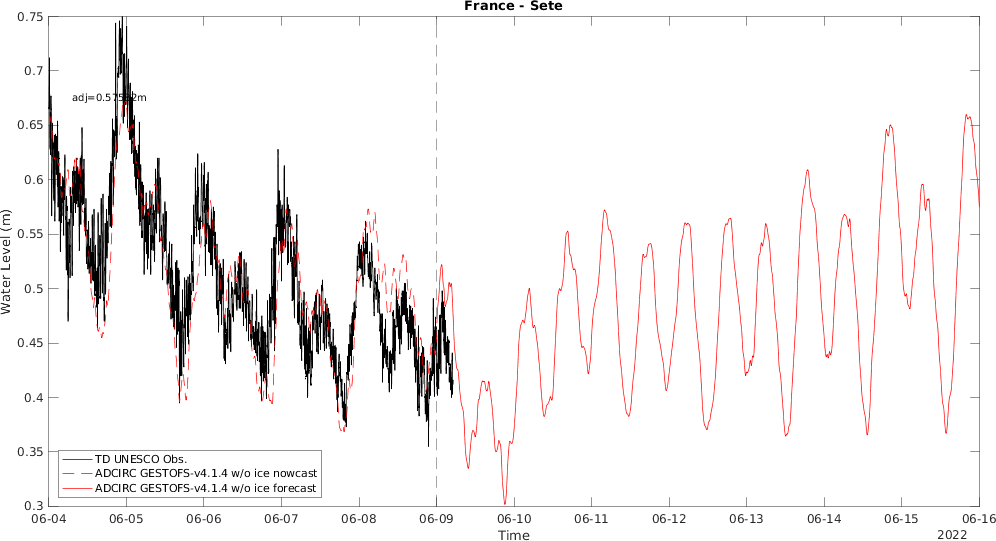 France - Sete
0.75
0.7
0.65
0.6
0.55
0.5
0.45
0.4
0.35
0.3
Water Level (m)
TD UNESCO Obs.
ADCIRC GESTOFS-v4.1.4 w/o ice nowcast
ADCIRC GESTOFS-v4.1.4 w/o ice forecast
06-04 06-05 06-06 06-07 06-08 06-09 06-10 06-11 06-12 06-13 06-14 06-15 06-16
Time
2022